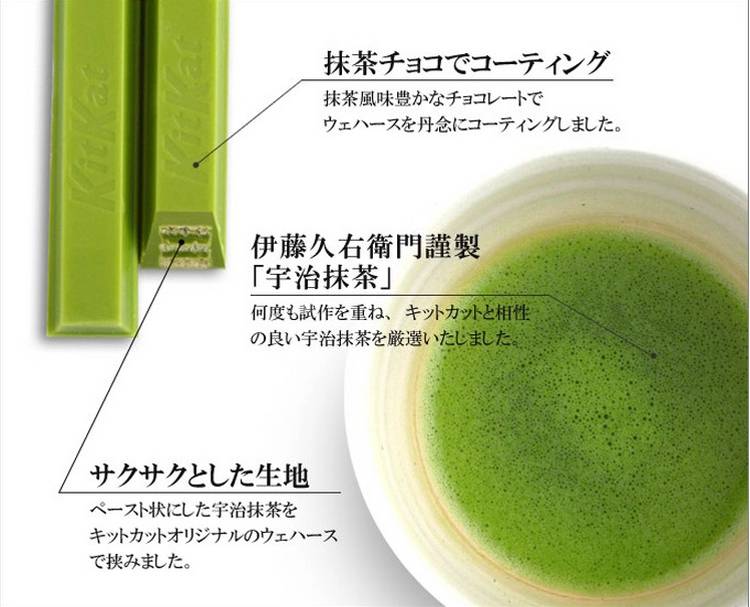 KitKat
KitKat
抹茶チョコでコーティング
抹茶風味豊かなチョコレートで
ウェハースを丹念にコーティングしました。
伊藤久右衛門謹製
「宇治抹茶」
何度も試作を重ね、キットカットと相性
の良い宇治抹茶を厳選いたしました。
サクサクとした生地
ペースト状にした宇治抹茶を
キットカットオリジナルのウェハース
で挟みました。